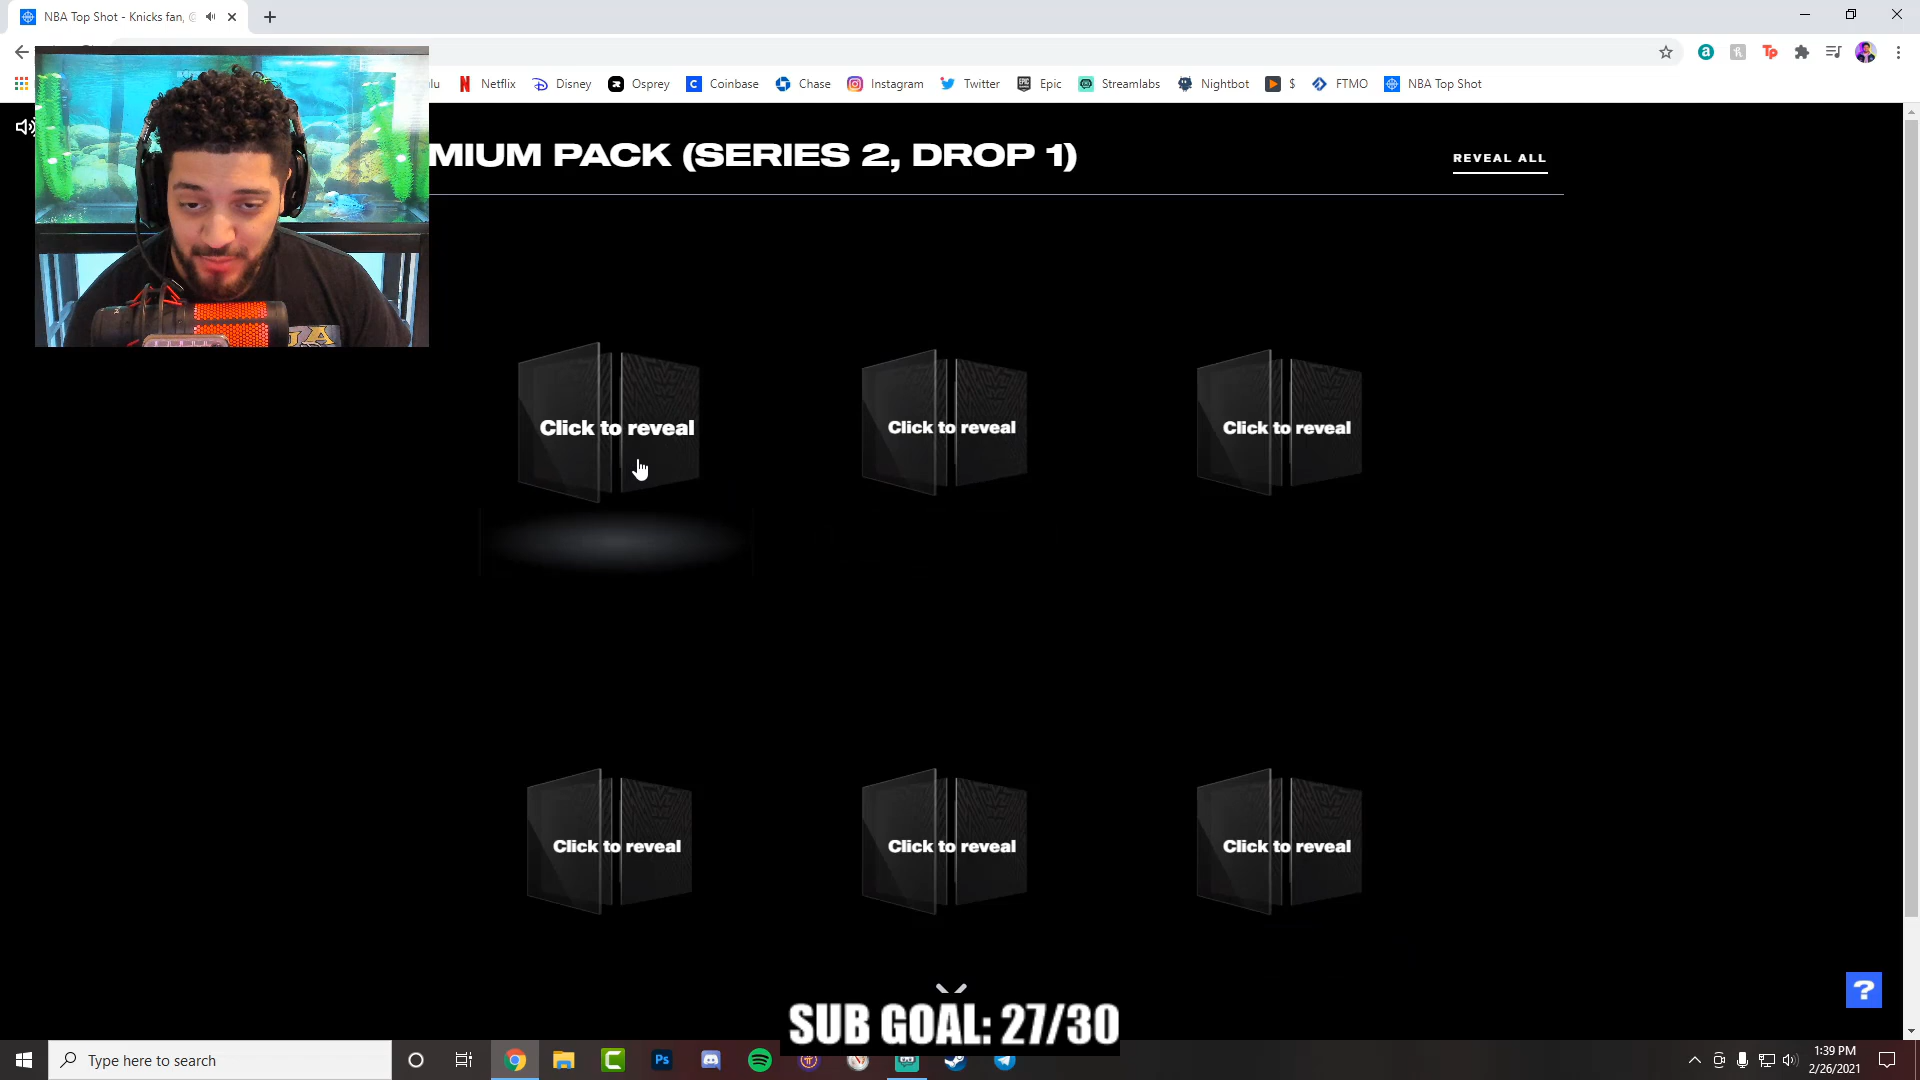 NBA Top Shot - Knicks fan,
lu
Netflix
Disney
Osprey
Coinbase
Chase
Instagram
Twitter
Epic
Streamlabs
Nightbot
$
FTMO
NBA Top Shot
MIUM PACK (SERIES 2, DROP 1)
REVEAL ALL
Click to reveal
Click to reveal
Click to reveal
Click to reveal
Click to reveal
Click to reveal
?
SUB GOAL: 27/30
Type here to search
Ps
1:39 PM
2/26/2021